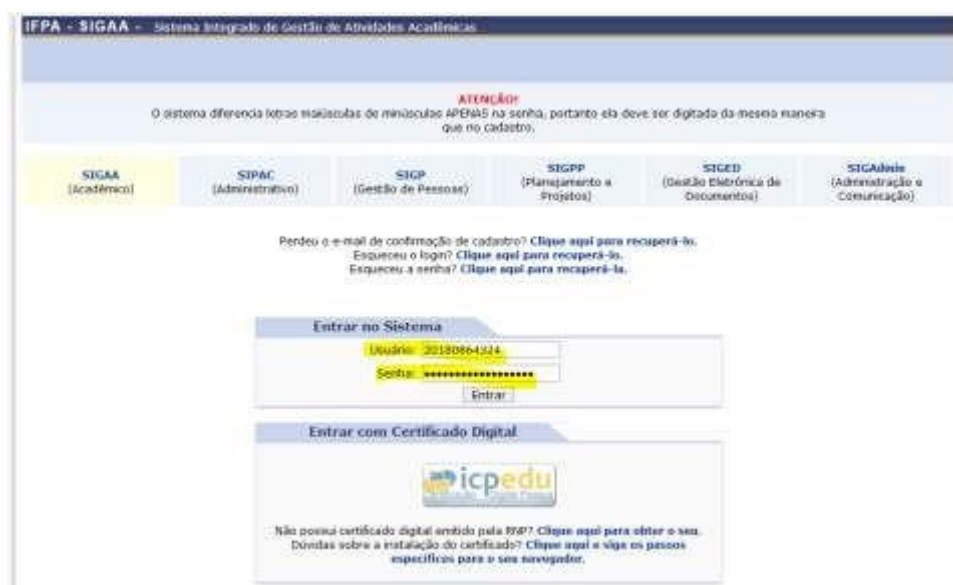 IFPA - SIGAA - Sistema Integrado de Gestão de Atividades Acadêmicas
ATENÇÃO!
O sistema diferencia letras maiúsculas de minúsculas APENAS na senha, portanto ela deve ser digitada da mesma maneira
que no cadastro.
SIGAA SIPAC SIGP SIGPP SIGED SIGAdmin
(Acadêmico) (Administrativo) (Gestão de Pessoas) (Planejamento e (Gestão Eletrônica de (Administração e
Projetos) Documentos) Comunicação)
Perdeu o e-mail de confirmação de cadastro? Clique aqui para recuperá-lo.
Esqueceu o login? Clique aqui para recuperá-lo.
Esqueceu a senha? Clique aqui para recuperá-la.
Entrar no Sistema
Usuário: 20180864324
Senha:
Entrar
Entrar com Certificado Digital
icpedu
Não possui certificado digital emitido pela RNP? Clique aqui para obter o seu.
Dúvidas sobre a instalação do certificado? Clique aqui e siga os passos
específicos para o seu navegador.